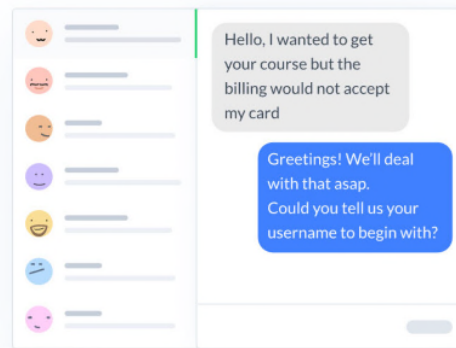 Hello, I wanted to get
your course but the
billing would not accept
my card
Greetings! We'll deal
with that asap.
Could you tell us your
username to begin with?